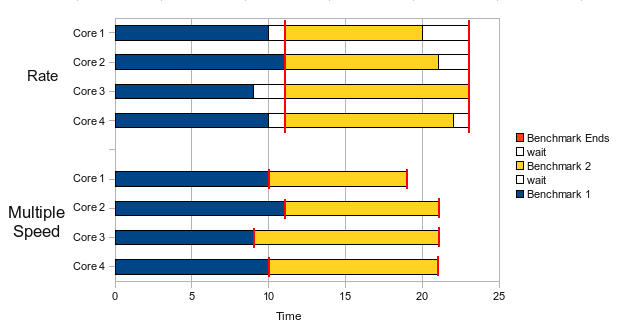 Rate
Core 1
Core 2
Core 3
Core 4
Multiple
Speed
Core 1
Core 2
Core 3
Core 4
0 5 10 15 20 25
Time
Benchmark Ends
wait
Benchmark 2
wait
Benchmark 1